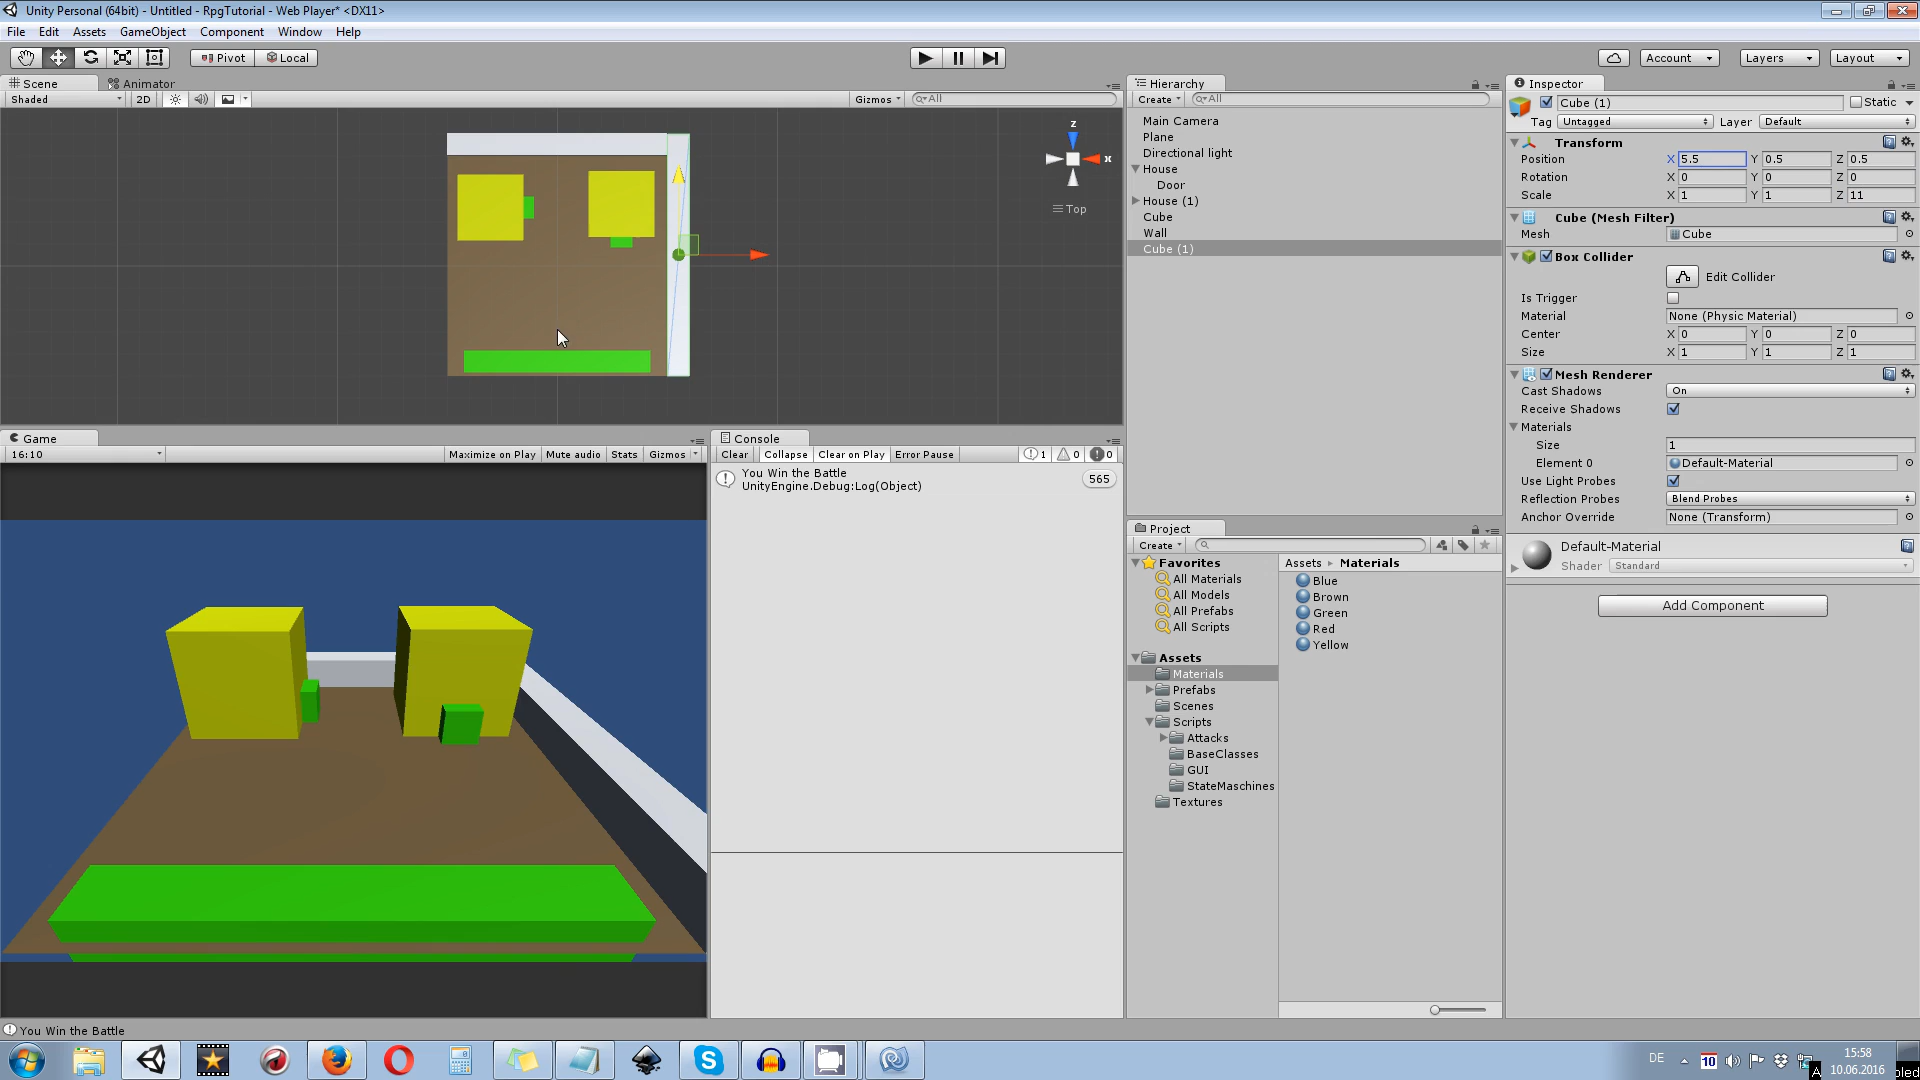 Unity Personal (64bit) - Untitled - RpgTutorial - Web Player* <DX11>
File Edit Assets GameObject Component Window Help
Pivot Local Account Layers Layout
Scene Animator
Shaded 2D Gizmos All
z
x
Top
Game
16:10 Maximize on Play Mute audio Stats Gizmos
Console
Clear Collapse Clear on Play Error Pause 1 0 0
You Win the Battle
UnityEngine.Debug:Log(Object)
565
Hierarchy
Create All
Main Camera
Plane
Directional light
House
Door
House (1)
Cube
Wall
Cube (1)
Project
Create
Favorites
All Materials
All Models
All Prefabs
All Scripts
Assets
Materials
Prefabs
Scenes
Scripts
Attacks
BaseClasses
GUI
StateMaschines
Textures
Assets Materials
Blue
Brown
Green
Red
Yellow
Inspector
Cube (1) Static
Tag Untagged Layer Default
Transform
Position X 5.5 Y 0.5 Z 0.5
Rotation X 0 Y 0 Z 0
Scale X 1 Y 1 Z 11
Cube (Mesh Filter)
Mesh Cube
Box Collider
Edit Collider
Is Trigger
Material None (Physic Material)
Center X 0 Y 0 Z 0
Size X 1 Y 1 Z 1
Mesh Renderer
Cast Shadows On
Receive Shadows
Materials
Size 1
Element 0 Default-Material
Use Light Probes
Reflection Probes Blend Probes
Anchor Override None (Transform)
Default-Material
Shader Standard
Add Component
You Win the Battle
DE 10 15:58
10.06.2016